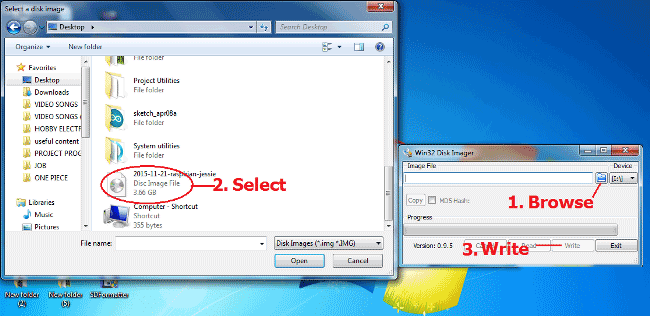 Select a disk image
Desktop
Search Desktop
Organize
New folder
Favorites
Desktop
Downloads
VIDEO SONGS
VIDEO SONGS (
HOBBY ELECTR
useful content
PROJECT PROG
JOB
ONE PIECE
Libraries
Music
Pictures
File folder
Project Utilities
File folder
sketch_apr08a
File folder
System utilities
File folder
2015-11-21-raspbian-jessie
Disc Image File
3.66 GB
Computer - Shortcut
Shortcut
355 bytes
2. Select
File name:
Disk Images (*.img *.IMG)
Open
Cancel
Win32 Disk Imager
Image File
Device
[I:\]
Copy
MD5 Hash:
1. Browse
Progress
3. Write
Version: 0.9.5
Cancel
Read
Write
Exit
New folder (2)
New folder (5)
SDFormatter